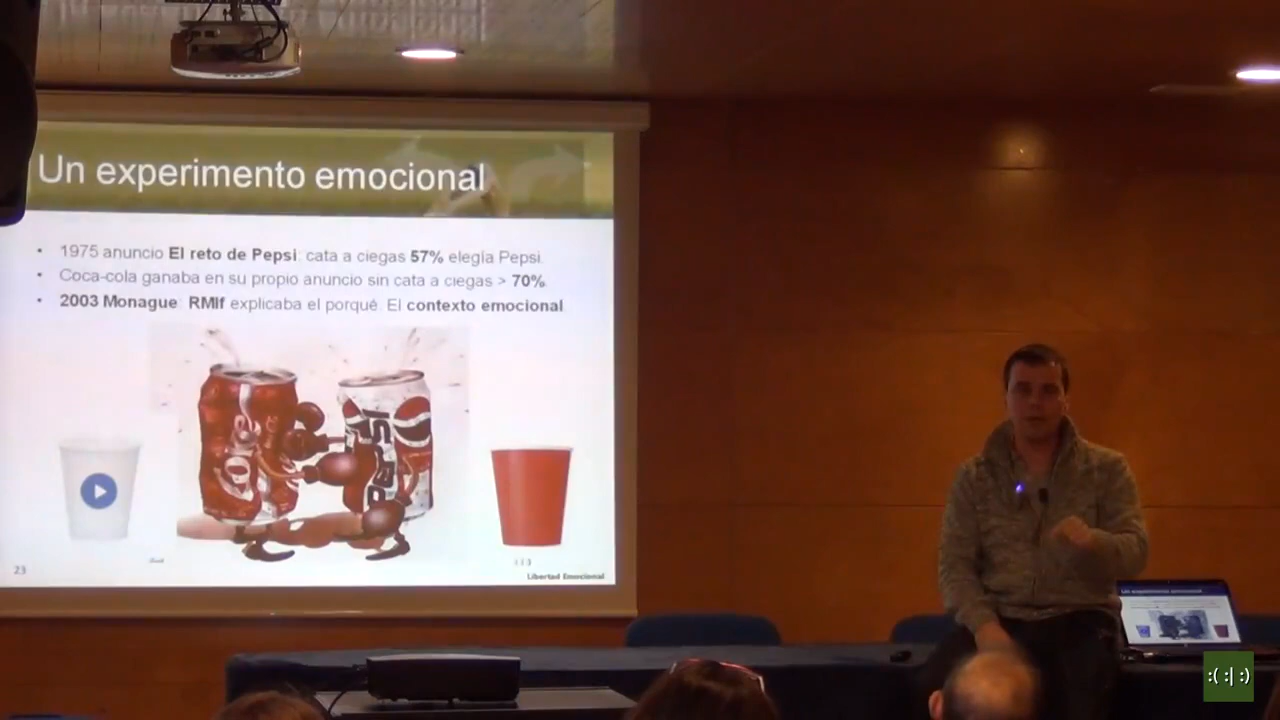 Un experimento emocional
• 1975 anuncio El reto de Pepsi: cata a ciegas 57% elegía Pepsi.
• Coca-cola ganaba en su propio anuncio sin cata a ciegas > 70%.
• 2003 Monague: RMIf explicaba el porqué. El contexto emocional
PEPSI
23
Libertad Emocional
:( :| :)